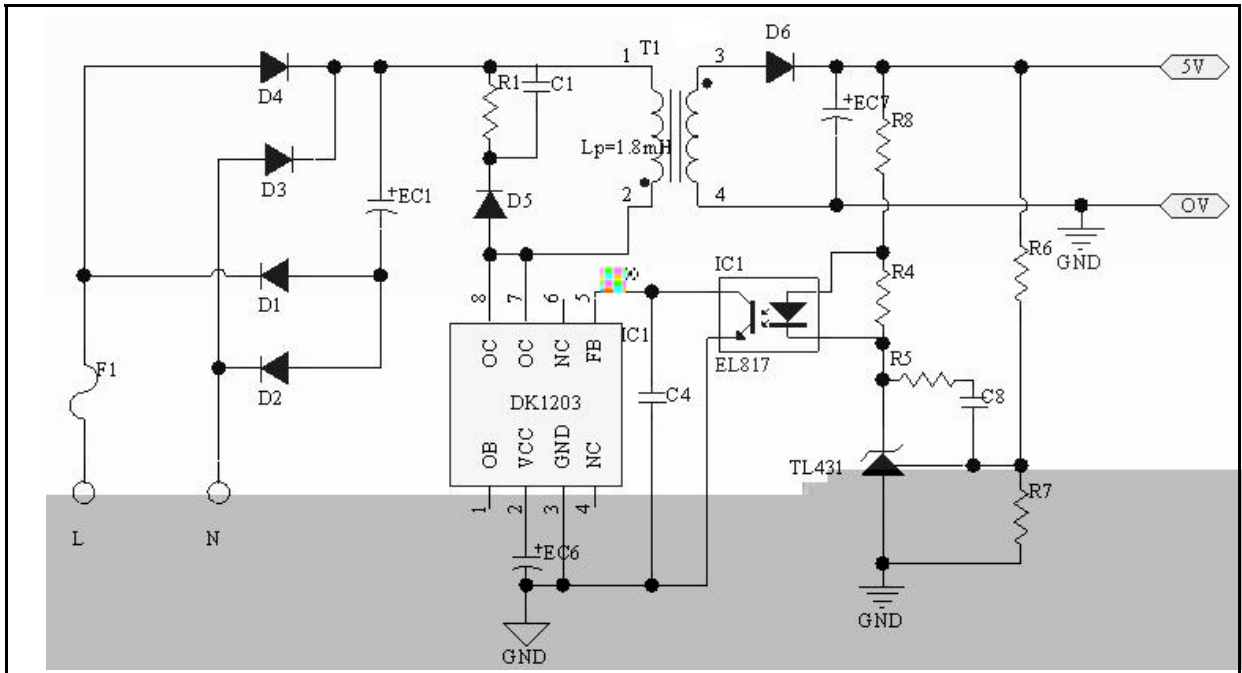 D6
T1
1
3
5V
D4
R1
C1
+EC7
R8
Lp=1.8mH
D3
+EC1
2
D5
4
OV
R6
GND
IC1
R4
D1
8
7
6
5
IC1
OC
OC
NC
FB
EL817
R5
F1
D2
C4
C8
DK1203
OB
VCC
GND
NC
TL431
R7
1
2
3
4
L
N
+EC6
GND
GND